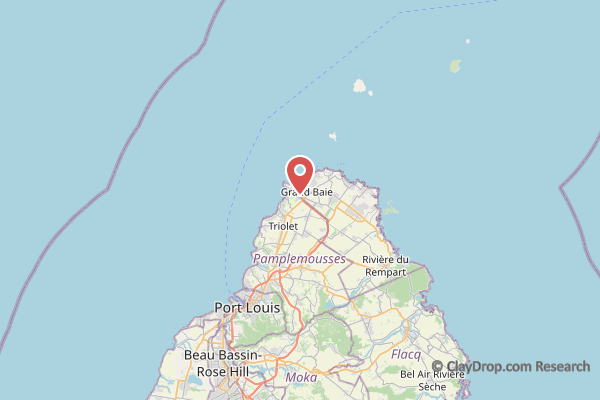 Grand Baie
Triolet
Pamplemousses
Rivière du
Rempart
Port Louis
Beau Bassin-
Rose Hill
Flacq
Moka
Bel Air Rivière
Sèche
© ClayDrop.com Research